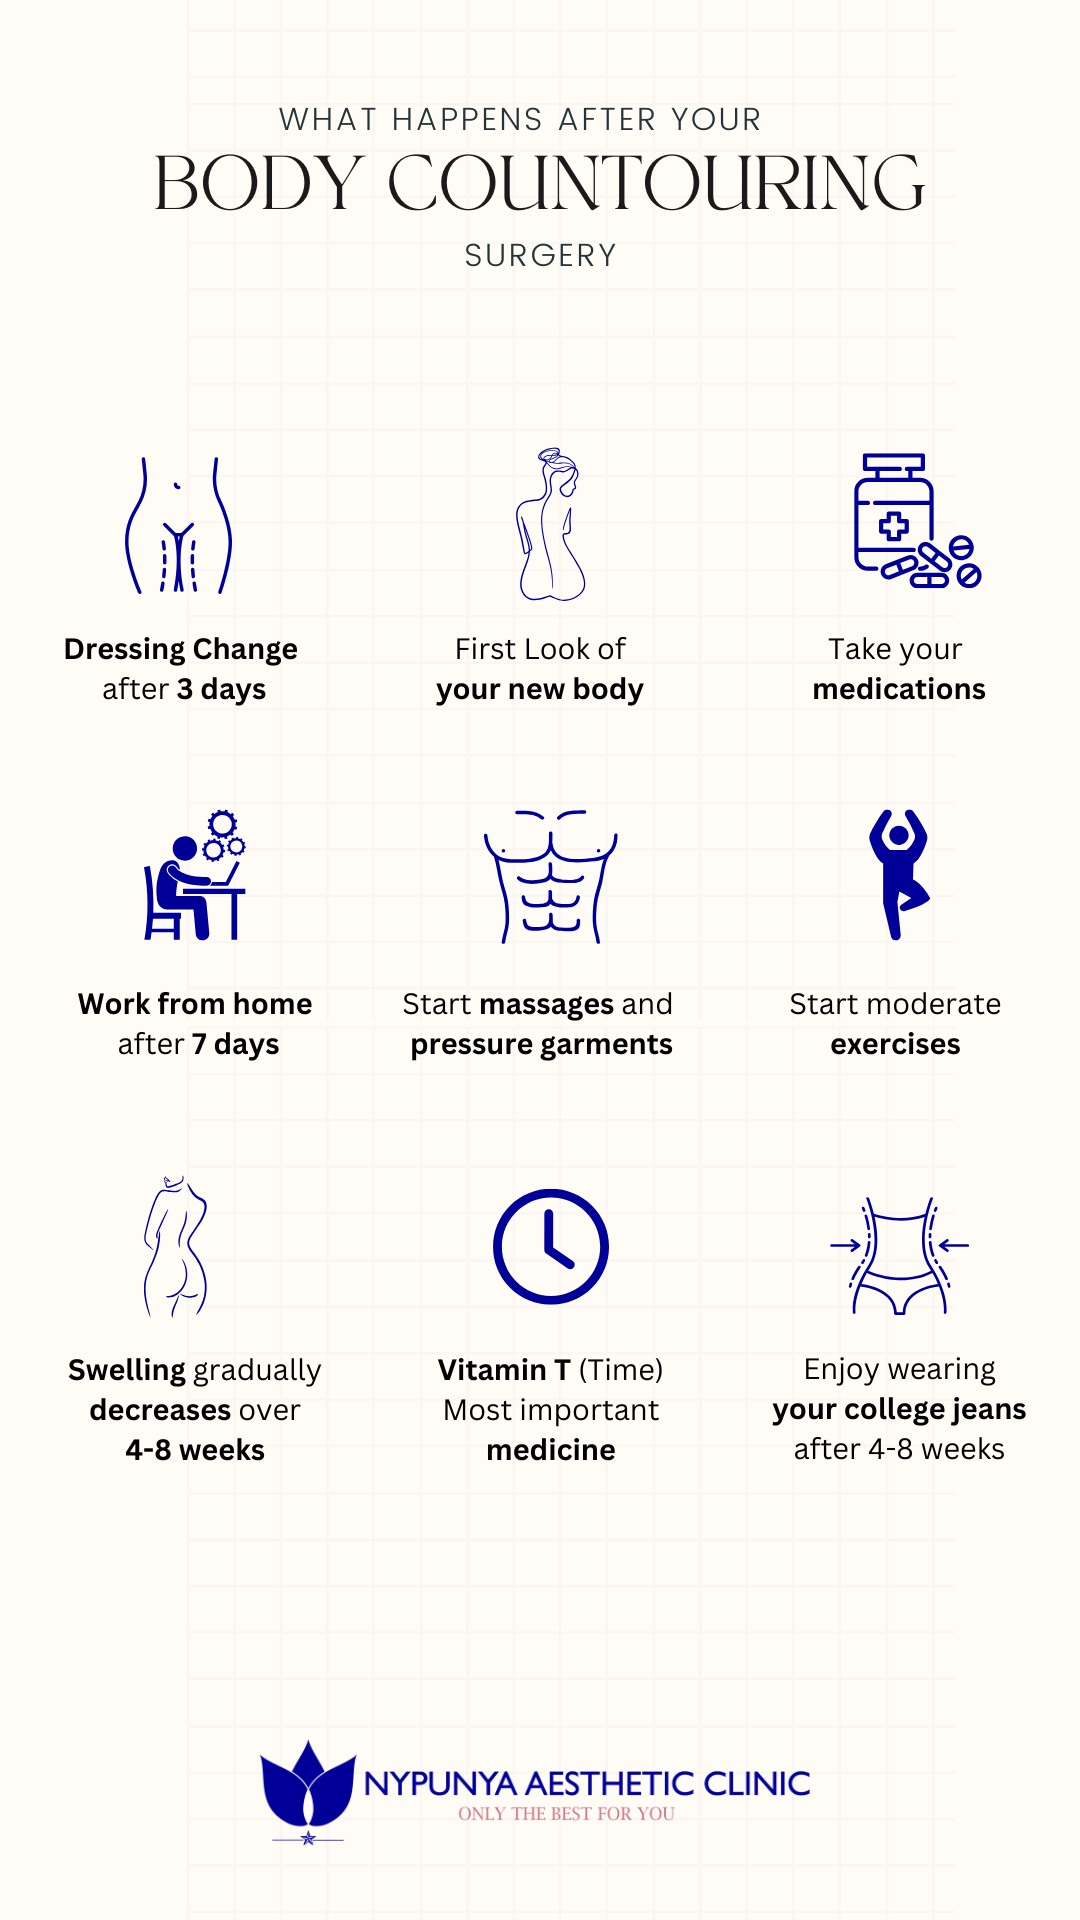 WHAT HAPPENS AFTER YOUR
BODY COUNTOURING
SURGERY
Dressing Change
after 3 days
First Look of
your new body
Take your
medications
Work from home
after 7 days
Start massages and
pressure garments
Start moderate
exercises
Swelling gradually
decreases over
4-8 weeks
Vitamin T (Time)
Most important
medicine
Enjoy wearing
your college jeans
after 4-8 weeks
NYPUNYA AESTHETIC CLINIC
ONLY THE BEST FOR YOU